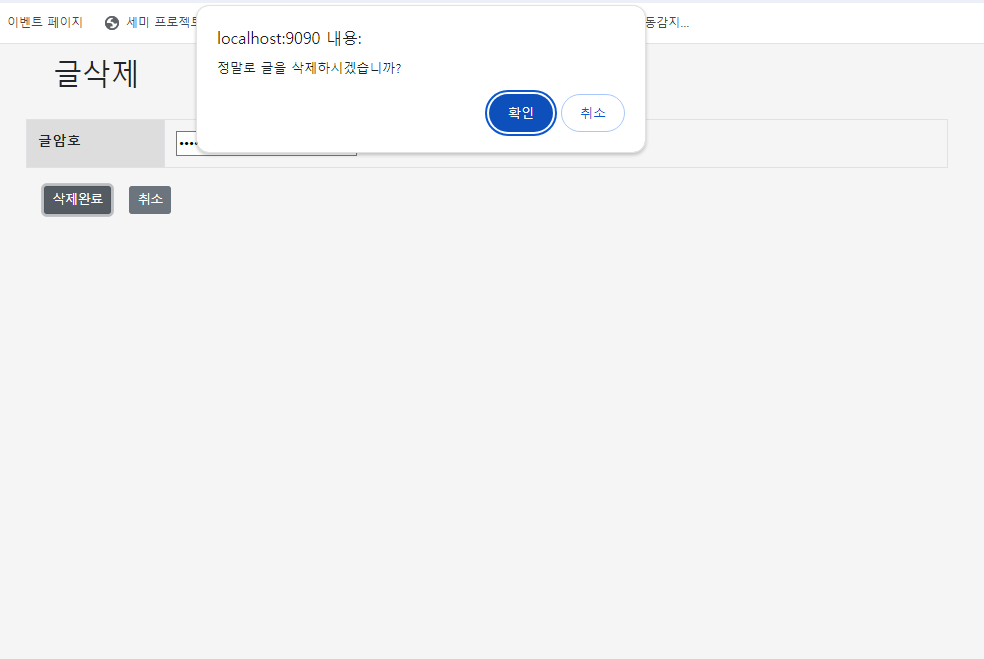 이벤트 페이지
세미 프로젝트
동감지...
localhost:9090 내용:
정말로 글을 삭제하시겠습니까?
확인
취소
글삭제
글암호
삭제완료
취소